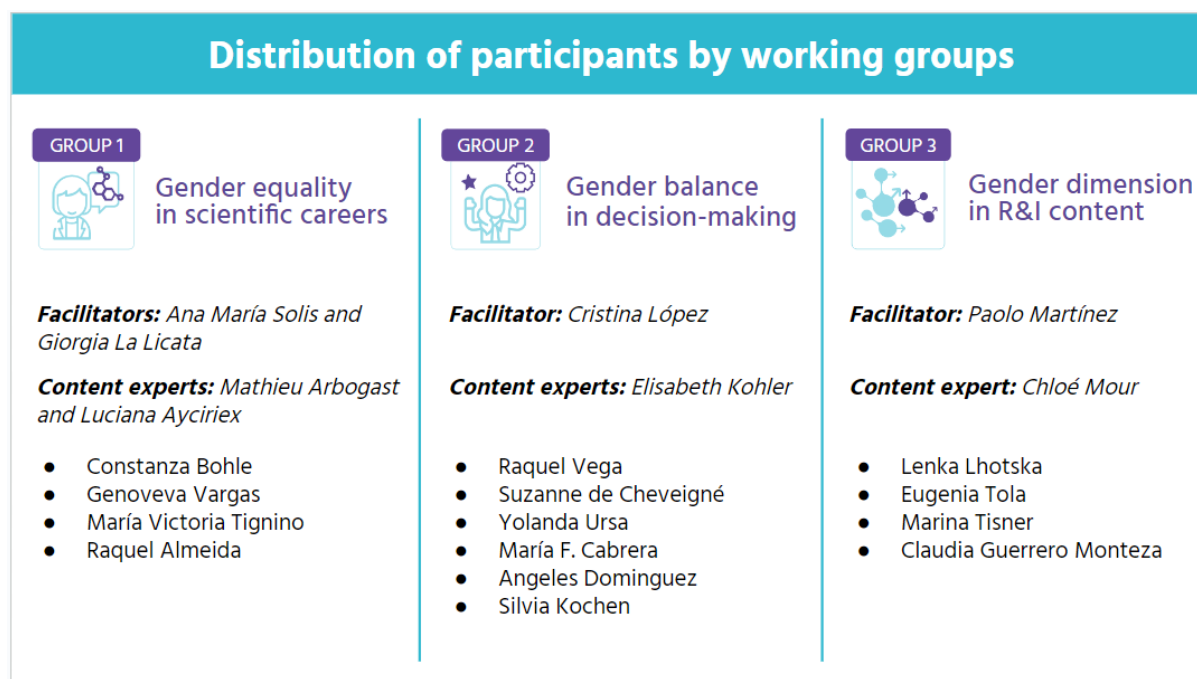 Distribution of participants by working groups
GROUP 1
Gender equality
in scientific careers
Facilitators: Ana María Solis and
Giorgia La Licata
Content experts: Mathieu Arbogast
and Luciana Ayciriex
● Constanza Bohle
● Genoveva Vargas
● María Victoria Tignino
● Raquel Almeida
GROUP 2
Gender balance
in decision-making
Facilitator: Cristina López
Content experts: Elisabeth Kohler
● Raquel Vega
● Suzanne de Cheveigné
● Yolanda Ursa
● María F. Cabrera
● Angeles Dominguez
● Silvia Kochen
GROUP 3
Gender dimension
in R&I content
Facilitator: Paolo Martínez
Content expert: Chloé Mour
● Lenka Lhotska
● Eugenia Tola
● Marina Tisner
● Claudia Guerrero Monteza